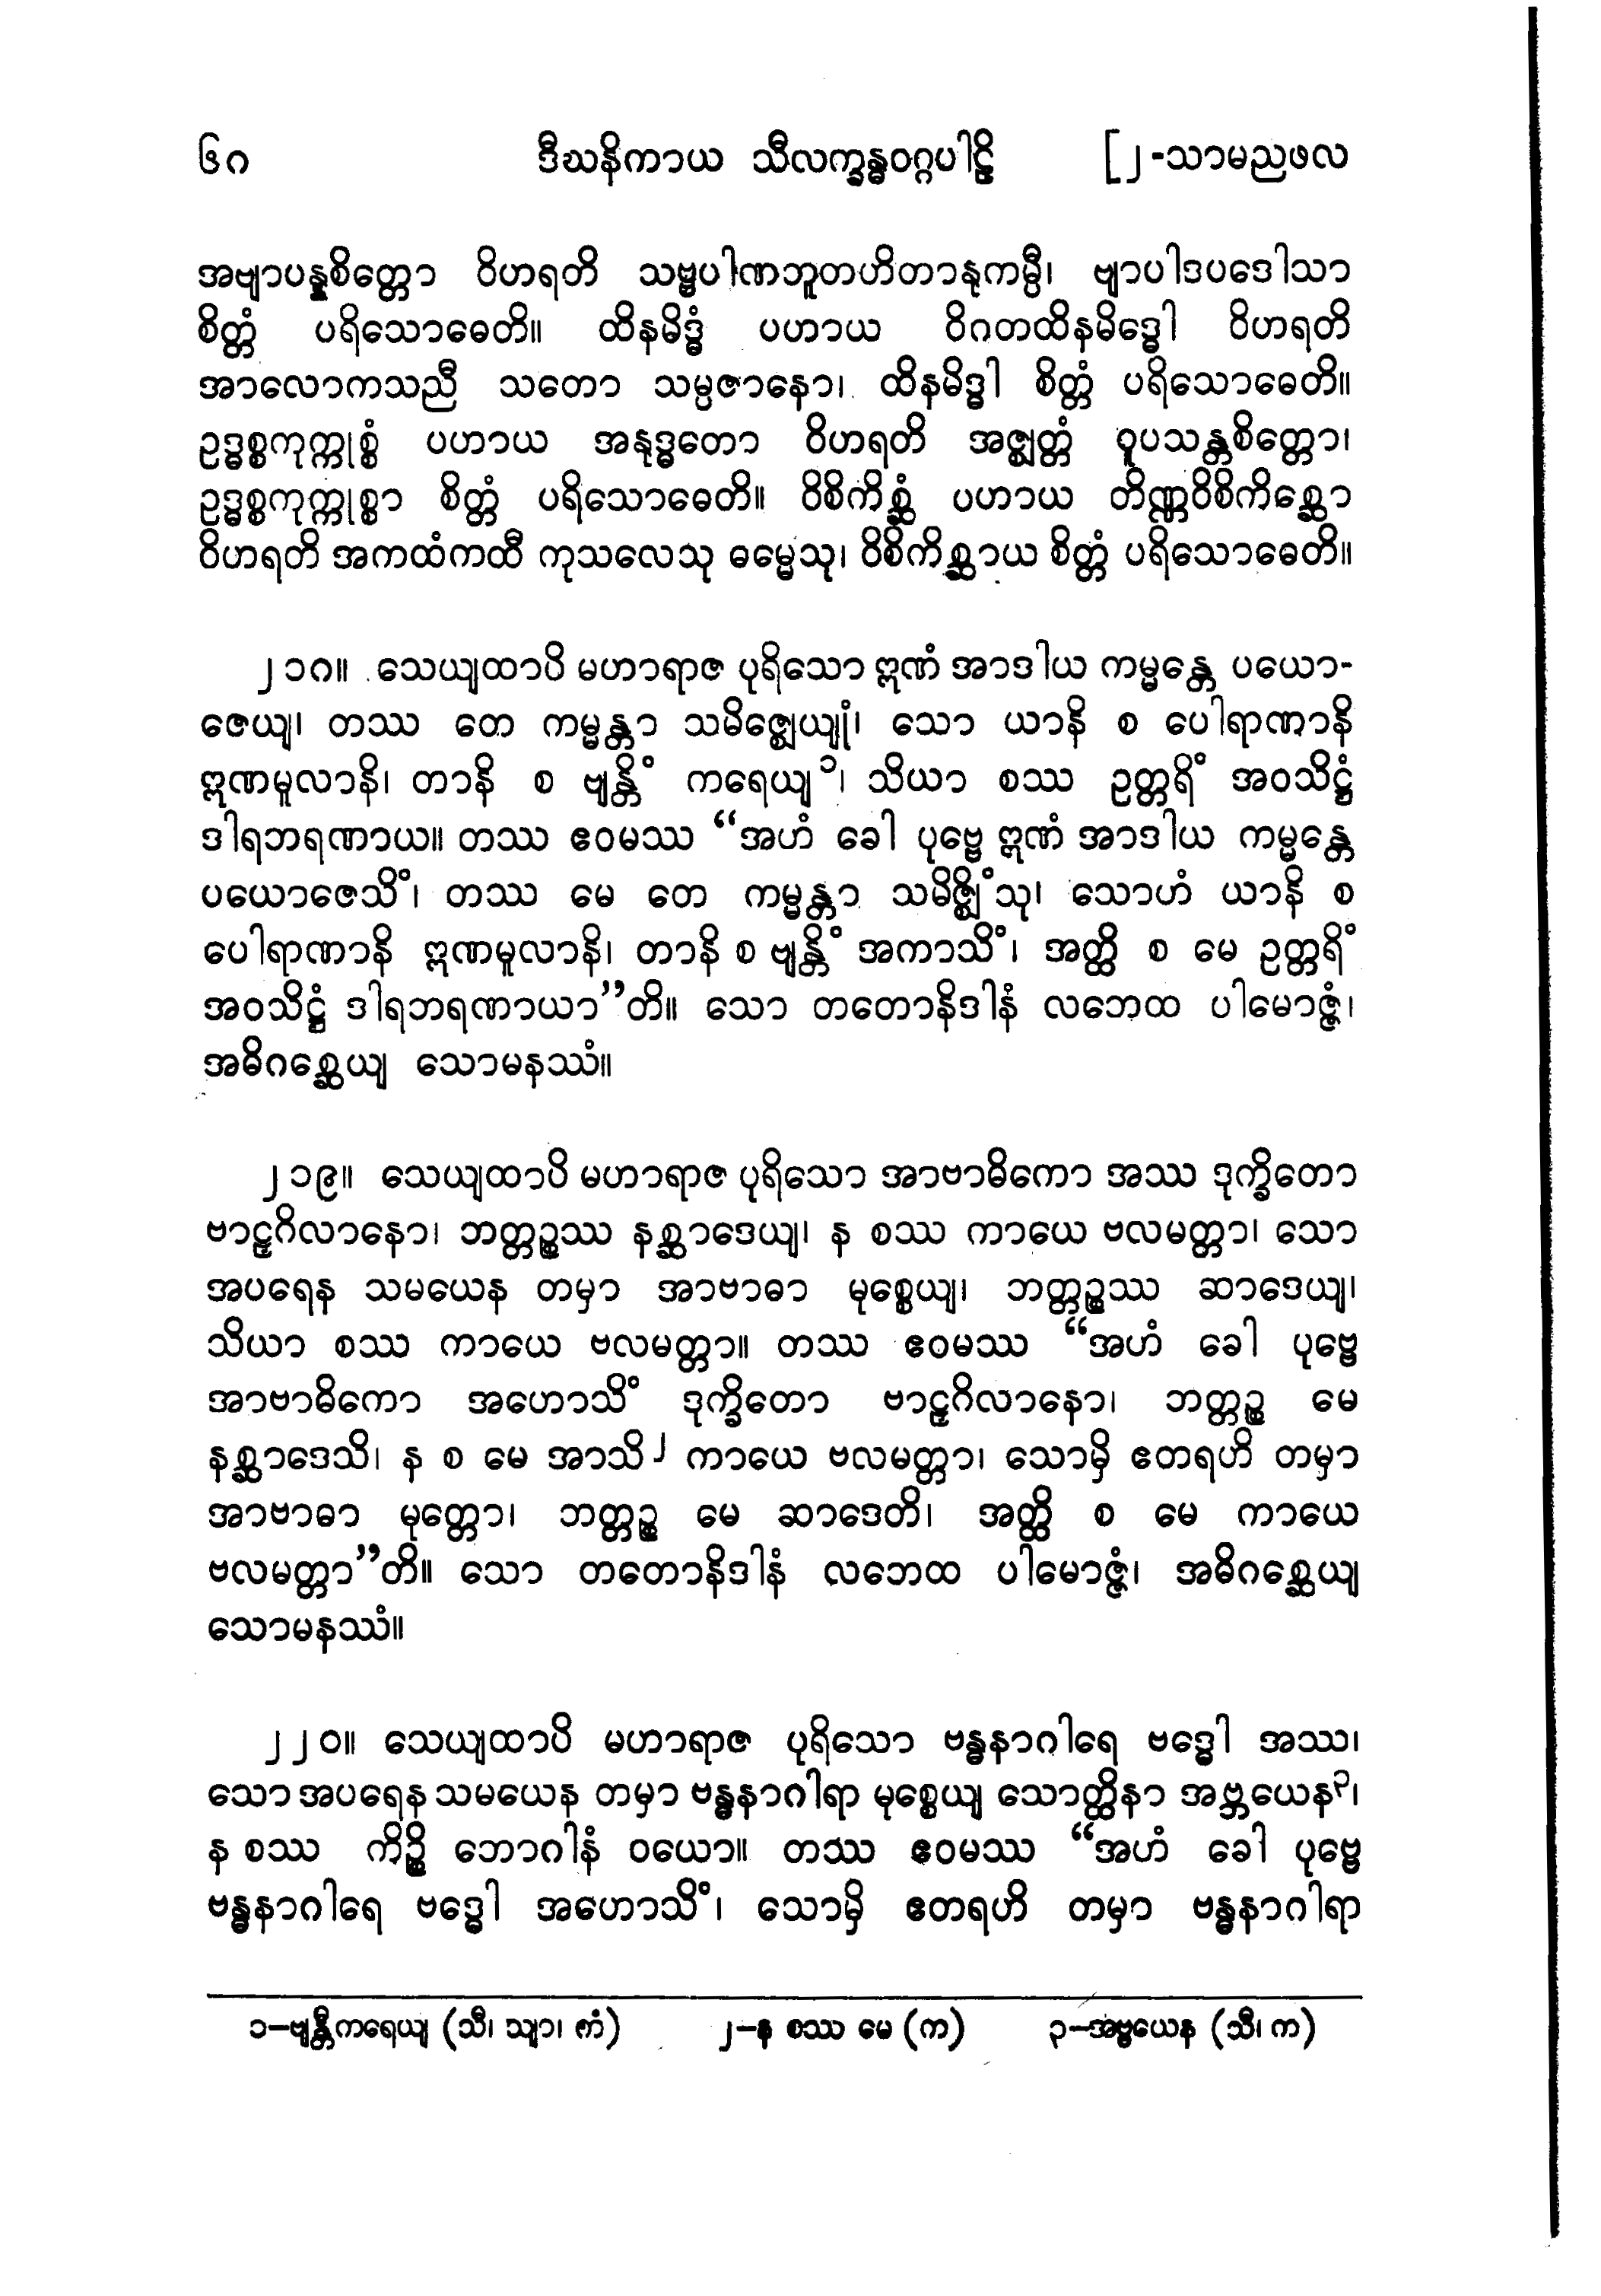 ၆၈ ဒီဃနိကာယ သီလက္ခန္ဓဝဂ္ဂပါဠိ [၂-သာမညဖလ
အဗျာပန္နစိတ္တော ဝိဟရတိ သဗ္ဗပါဏဘူတဟိတာနုကမ္ပီ၊ ဗျာပါဒပဒေါသာ
စိတ္တံ ပရိသောဓေတိ။ ထိနမိဒ္ဓံ ပဟာယ ဝိဂတထိနမိဒ္ဓေါ ဝိဟရတိ
အာလောကသညီ သတော သမ္ပဇာနော၊ ထိနမိဒ္ဓါ စိတ္တံ ပရိသောဓေတိ။
ဥဒ္ဓစ္စကုက္ကုစ္စံ ပဟာယ အနုဒ္ဓတော ဝိဟရတိ အဇ္ဈတ္တံ ဝူပသန္တစိတ္တော၊
ဥဒ္ဓစ္စကုက္ကုစ္စာ စိတ္တံ ပရိသောဓေတိ။ ဝိစိကိစ္ဆံ ပဟာယ တိဏ္ဏဝိစိကိစ္ဆော
ဝိဟရတိ အကထံကထီ ကုသလေသု ဓမ္မေသု၊ ဝိစိကိစ္ဆာယ စိတ္တံ ပရိသောဓေတိ။
၂၁၈။ သေယျထာပိ မဟာရာဇ ပုရိသော ဣဏံ အာဒါယ ကမ္မန္တေ ပယော-
ဇေယျ၊ တဿ တေ ကမ္မန္တာ သမိဇ္ဈေယျုံ၊ သော ယာနိ စ ပေါရာဏာနိ
ဣဏမူလာနိ၊ တာနိ စ ဗျန္တိံ ကရေယျ၁၊ သိယာ စဿ ဥတ္တရိံ အဝသိဋ္ဌံ
ဒါရဘရဏာယ။ တဿ ဧဝမဿ “အဟံ ခေါ ပုဗ္ဗေ ဣဏံ အာဒါယ ကမ္မန္တေ
ပယောဇေသိံ၊ တဿ မေ တေ ကမ္မန္တာ သမိဇ္ဈိံသု၊ သောဟံ ယာနိ စ
ပေါရာဏာနိ ဣဏမူလာနိ၊ တာနိ စ ဗျန္တိံ အကာသိံ၊ အတ္ထိ စ မေ ဥတ္တရိံ
အဝသိဋ္ဌံ ဒါရဘရဏာယာ”တိ။ သော တတောနိဒါနံ လဘေထ ပါမောဇ္ဇံ၊
အဓိဂစ္ဆေယျ သောမနဿံ။
၂၁၉။ သေယျထာပိ မဟာရာဇ ပုရိသော အာဗာဓိကော အဿ ဒုက္ခိတော
ဗာဠှဂိလာနော၊ ဘတ္တဉ္စဿ နစ္ဆာဒေယျ၊ န စဿ ကာယေ ဗလမတ္တာ၊ သော
အပရေန သမယေန တမှာ အာဗာဓာ မုစ္စေယျ၊ ဘတ္တဉ္စဿ ဆာဒေယျ၊
သိယာ စဿ ကာယေ ဗလမတ္တာ။ တဿ ဧဝမဿ “အဟံ ခေါ ပုဗ္ဗေ
အာဗာဓိကော အဟောသိံ ဒုက္ခိတော ဗာဠှဂိလာနော၊ ဘတ္တဉ္စ မေ
နစ္ဆာဒေသိ၊ န စ မေ အာသိ၂ ကာယေ ဗလမတ္တာ၊ သောမှိ ဧတရဟိ တမှာ
အာဗာဓာ မုတ္တော၊ ဘတ္တဉ္စ မေ ဆာဒေတိ၊ အတ္ထိ စ မေ ကာယေ
ဗလမတ္တာ”တိ။ သော တတောနိဒါနံ လဘေထ ပါမောဇ္ဇံ၊ အဓိဂစ္ဆေယျ
သောမနဿံ။
၂၂၀။ သေယျထာပိ မဟာရာဇ ပုရိသော ဗန္ဓနာဂါရေ ဗဒ္ဓေါ အဿ၊
သော အပရေန သမယေန တမှာ ဗန္ဓနာဂါရာ မုစ္စေယျ သောတ္ထိနာ အဗ္ဘယေန၃၊
န စဿ ကိဉ္စိ ဘောဂါနံ ဝယော။ တဿ ဧဝမဿ “အဟံ ခေါ ပုဗ္ဗေ
ဗန္ဓနာဂါရေ ဗဒ္ဓေါ အဟောသိံ၊ သောမှိ ဧတရဟိ တမှာ ဗန္ဓနာဂါရာ
၁–ဗျန္တီကရေယျ (သီ၊ သျာ၊ ကံ) ၂–န စဿ မေ (က) ၃–အဗ္ဗယေန (သီ၊ က)